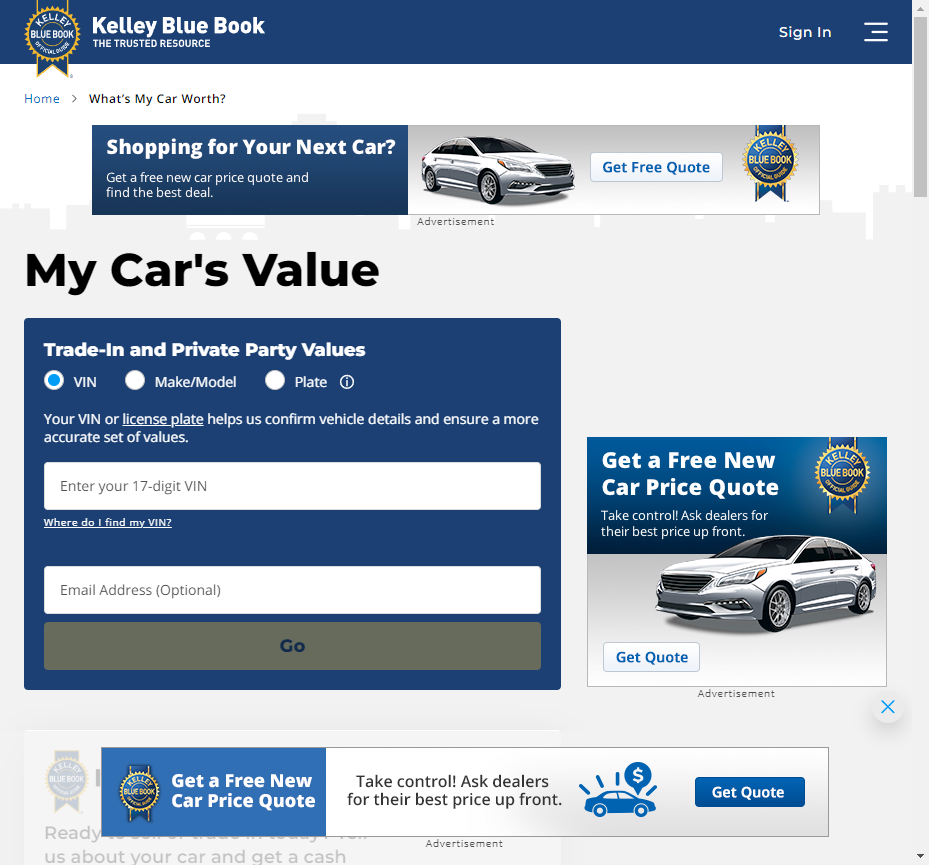 KELLEY
BLUE BOOK
OFFICIAL GUIDE
Kelley Blue Book
THE TRUSTED RESOURCE
Sign In
Home > What's My Car Worth?
Shopping for Your Next Car?
Get a free new car price quote and
find the best deal.
Get Free Quote
KELLEY
BLUE BOOK
OFFICIAL GUIDE
Advertisement
My Car's Value
Trade-In and Private Party Values
VIN
Make/Model
Plate
Your VIN or license plate helps us confirm vehicle details and ensure a more
accurate set of values.
Enter your 17-digit VIN
Where do I find my VIN?
Email Address (Optional)
Go
Get a Free New
Car Price Quote
Take control! Ask dealers for
their best price up front.
KELLEY
BLUE BOOK
OFFICIAL GUIDE
Get Quote
Advertisement
KELLEY
BLUE BOOK
OFFICIAL GUIDE
Get a Free New
Car Price Quote
Take control! Ask dealers
for their best price up front.
$
Get Quote
Advertisement
BLUE BOOK
Ready
us about your car and get a cash